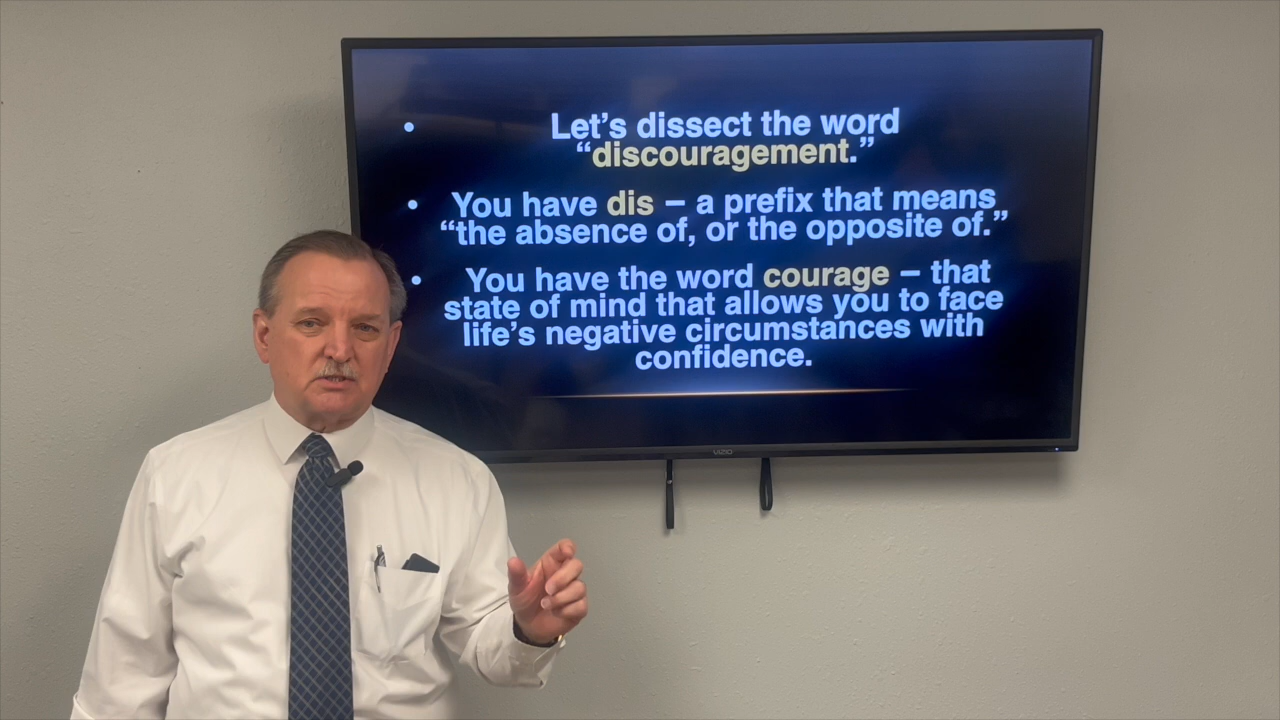 • Let’s dissect the word
“discouragement.”
• You have dis – a prefix that means
“the absence of, or the opposite of.”
• You have the word courage – that
state of mind that allows you to face
life’s negative circumstances with
confidence.
VIZIO